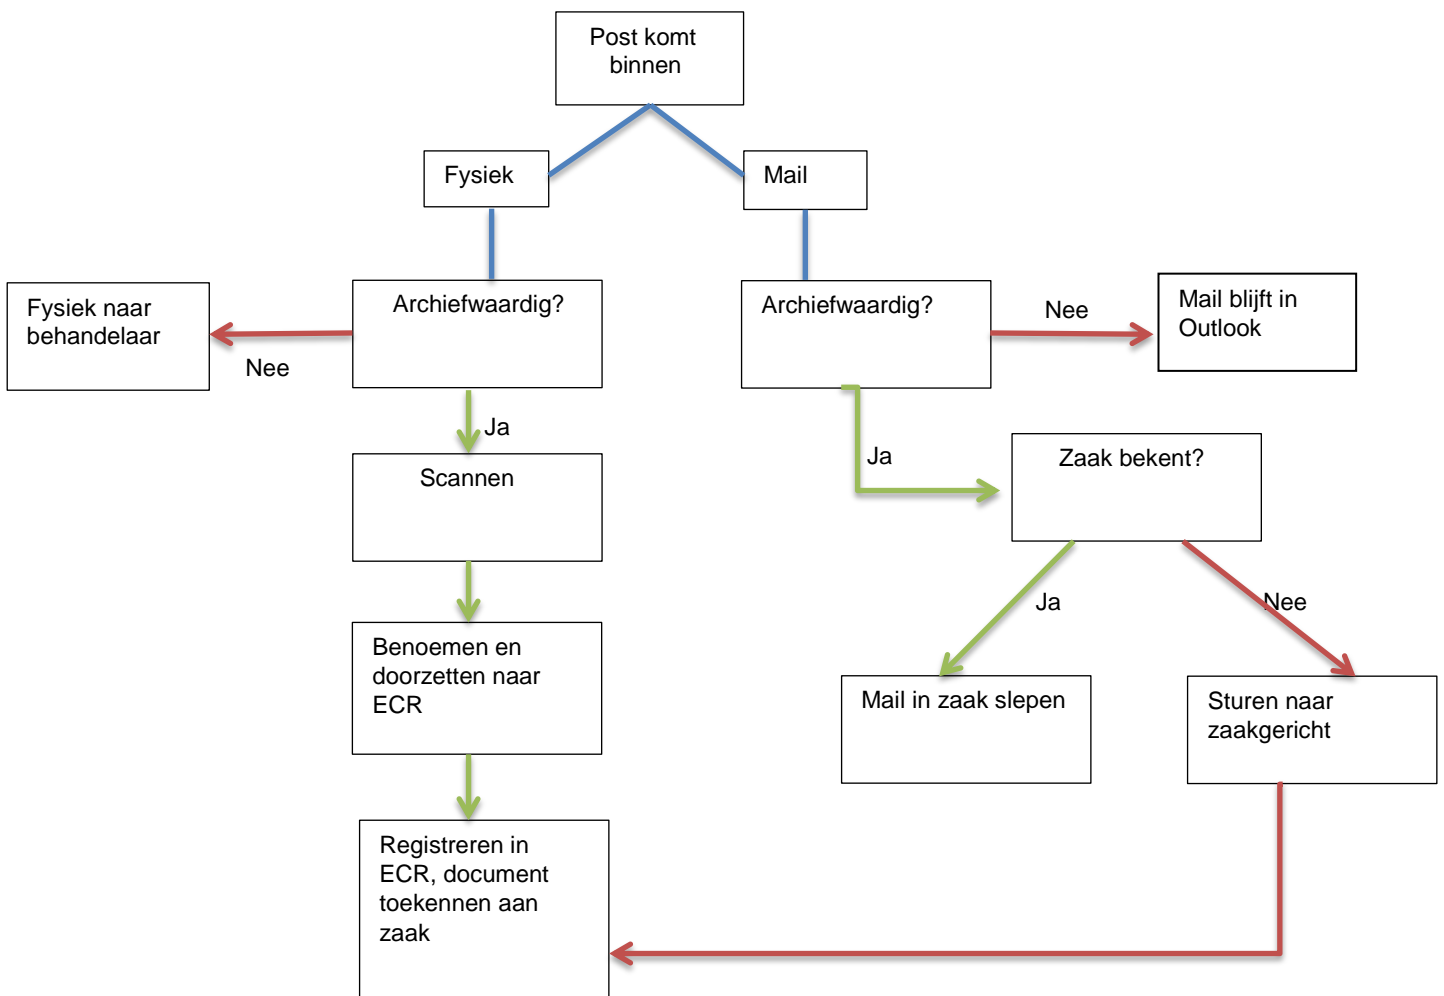 Post komt
binnen
Fysiek
Mail
Fysiek naar
behandelaar
Nee
Archiefwaardig?
Archiefwaardig?
Nee
Mail blijft in
Outlook
Ja
Scannen
Ja
Zaak bekent?
Ja
Nee
Benoemen en
doorzetten naar
ECR
Mail in zaak slepen
Sturen naar
zaakgericht
Registreren in
ECR, document
toekennen aan
zaak